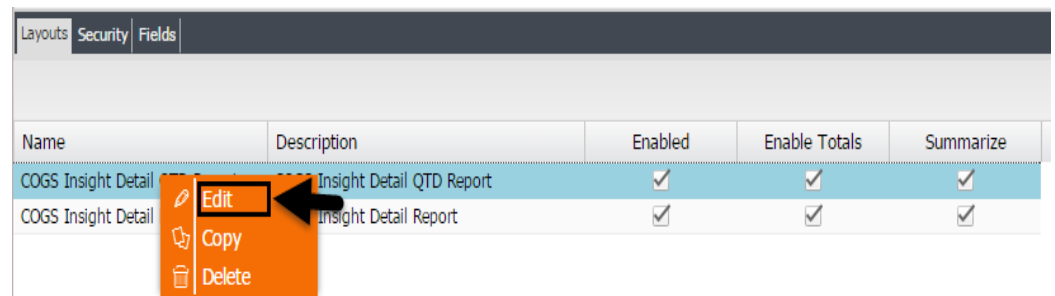 Layouts Security Fields
Name Description Enabled Enable Totals Summarize
COGS Insight Detail Insight Detail QTD Report
Edit
COGS Insight Detail Insight Detail Report
Copy
Delete